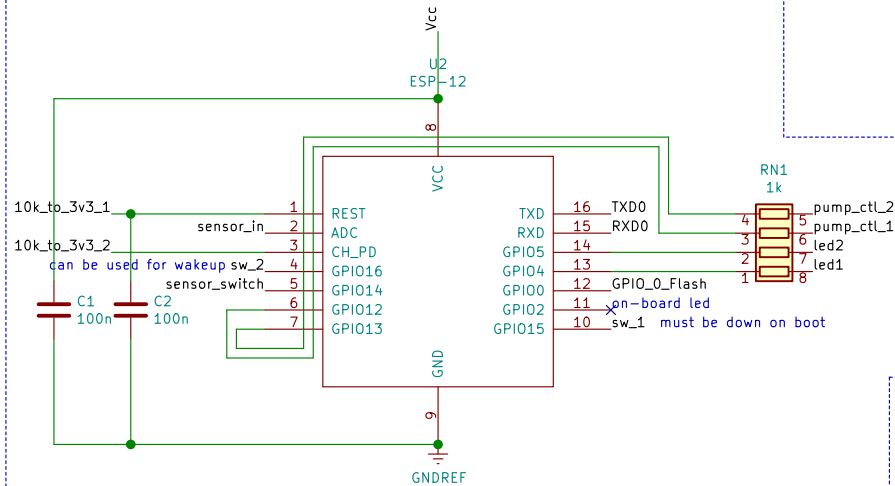 Vcc
U2
ESP-12
8
VCC
RN1
1k
10k_to_3v3_1
1
REST
TXD
16
TXD0
4
5
pump_ctl_2
sensor_in
2
ADC
RXD
15
RXD0
3
6
pump_ctl_1
10k_to_3v3_2
3
CH_PD
GPIO5
14
2
7
led2
can be used for wakeup
sw_2
4
GPIO16
GPIO4
13
1
8
led1
sensor_switch
5
GPIO14
GPIO0
12
GPIO_0_Flash
C1
100n
C2
100n
6
GPIO12
GPIO2
11
on-board led
7
GPIO13
GPIO15
10
sw_1
must be down on boot
GND
9
GNDREF